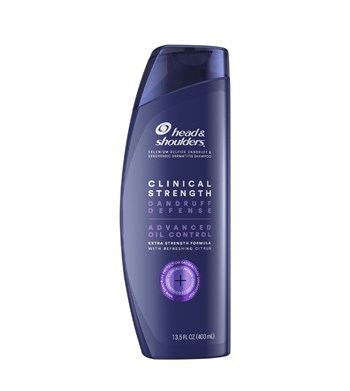 head&
shoulders
SELENIUM SULFIDE DANDRUFF &
SEBORRHEIC DERMATITIS SHAMPOO
CLINICAL
STRENGTH
DANDRUFF
DEFENSE
ADVANCED
OIL CONTROL
EXTRA STRENGTH FORMULA
WITH REFRESHING CITRUS
13.5 FL OZ (400 mL)